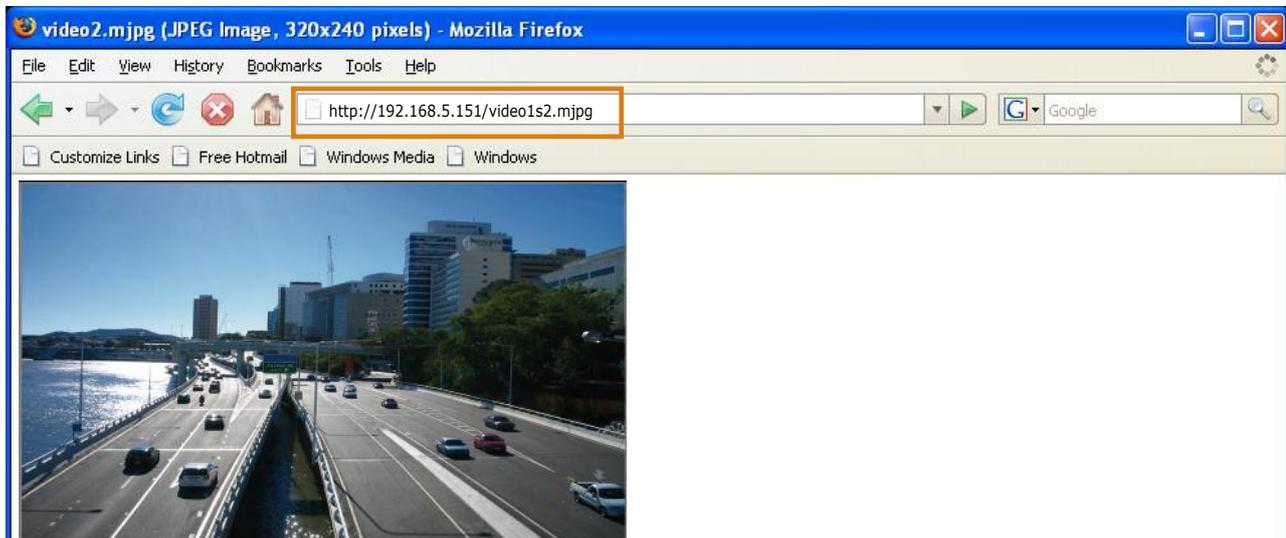 video2.mjpg (JPEG Image, 320x240 pixels) - Mozilla Firefox
File Edit View History Bookmarks Tools Help
http://192.168.5.151/video1s2.mjpg G Google
Customize Links Free Hotmail Windows Media Windows